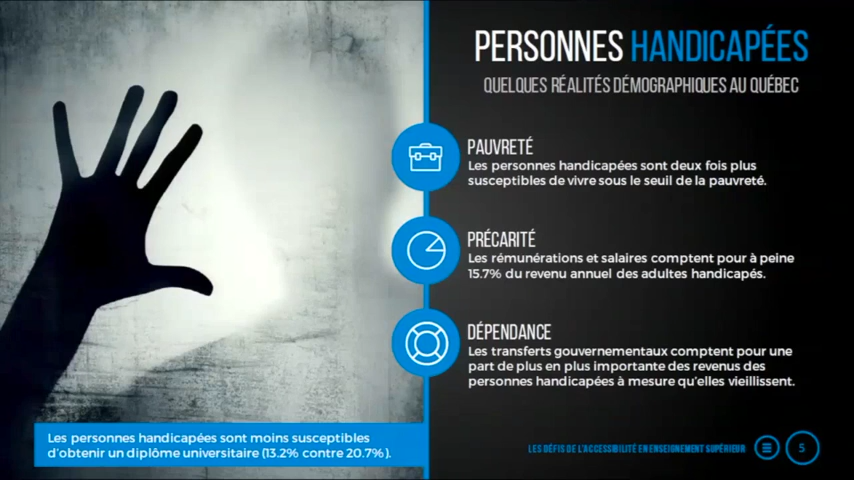 PERSONNES HANDICAPÉES
QUELQUES RÉALITÉS DÉMOGRAPHIQUES AU QUÉBEC
PAUVRETÉ
Les personnes handicapées sont deux fois plus
susceptibles de vivre sous le seuil de la pauvreté.
PRÉCARITÉ
Les rémunérations et salaires comptent pour à peine
15.7% du revenu annuel des adultes handicapés.
DÉPENDANCE
Les transferts gouvernementaux comptent pour une
part de plus en plus importante des revenus des
personnes handicapées à mesure qu'elles vieillissent.
Les personnes handicapées sont moins susceptibles
d'obtenir un diplôme universitaire (13.2% contre 20.7%).
LES DÉFIS DE L'ACCESSIBILITÉ EN ENSEIGNEMENT SUPÉRIEUR
5